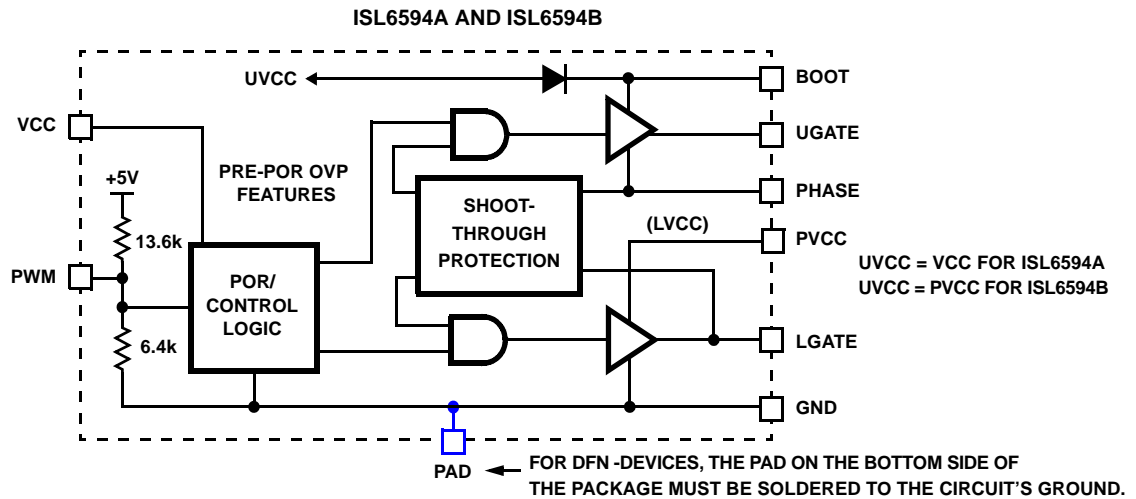 ISL6594A AND ISL6594B
UVCC
BOOT
VCC
UGATE
PRE-POR OVP
FEATURES
+5V
PHASE
SHOOT-
THROUGH
PROTECTION
(LVCC)
13.6k
PVCC
UVCC = VCC FOR ISL6594A
UVCC = PVCC FOR ISL6594B
PWM
POR/
CONTROL
LOGIC
6.4k
LGATE
GND
PAD
FOR DFN -DEVICES, THE PAD ON THE BOTTOM SIDE OF
THE PACKAGE MUST BE SOLDERED TO THE CIRCUIT'S GROUND.